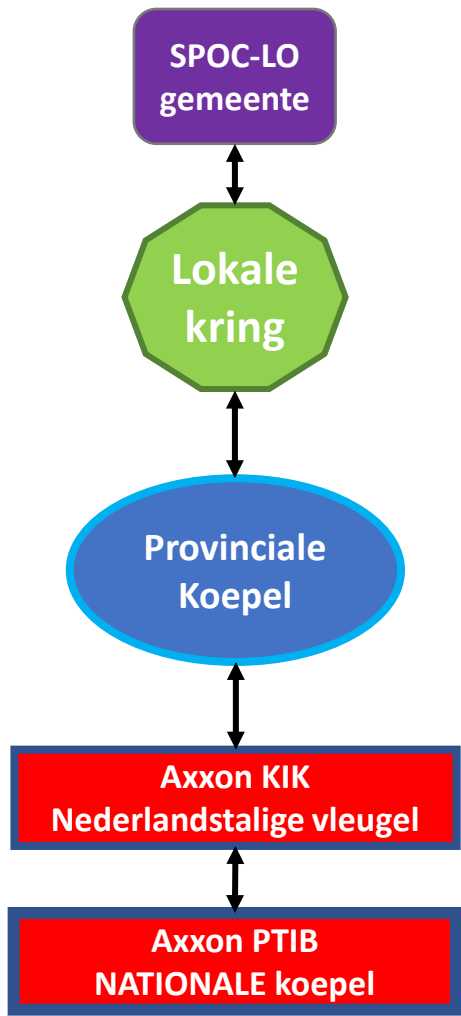 SPOC-LO
gemeente
Lokale
kring
Provinciale
Koepel
Axxon KIK
Nederlandstalige vleugel
Axxon PTIB
NATIONALE koepel